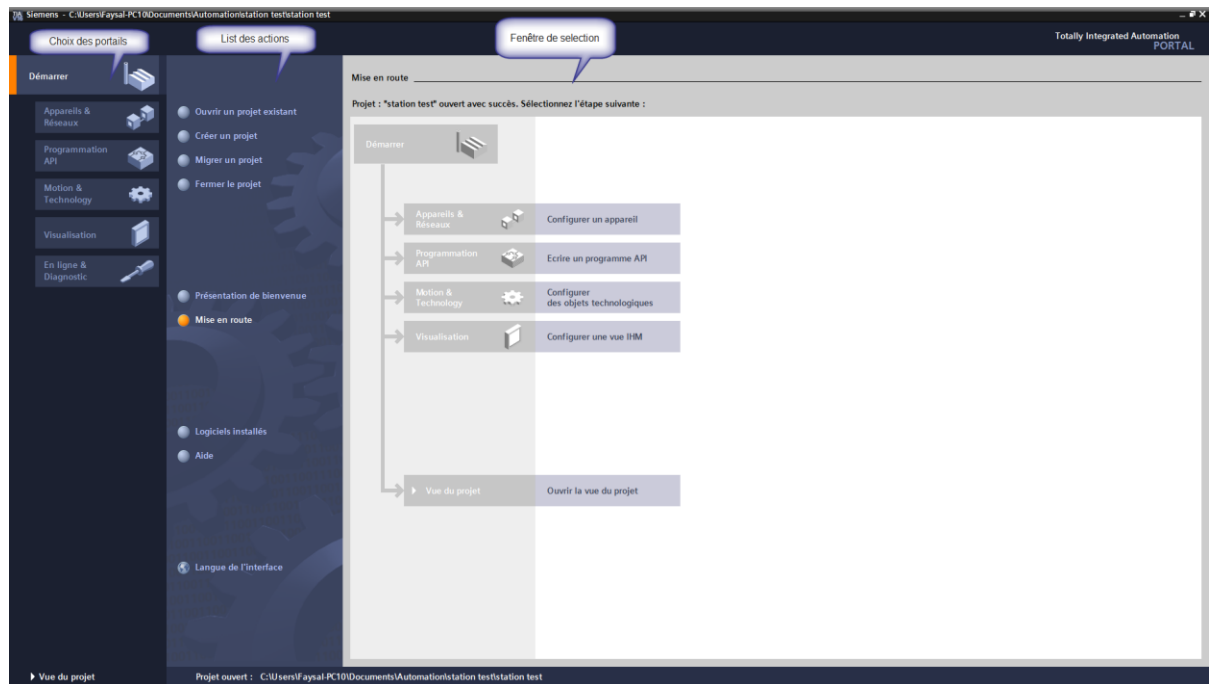 Siemens - C:\Users\Faysal-PC10\Documents\Automation\station test\station test
Choix des portails
List des actions
Fenêtre de selection
Totally Integrated Automation
PORTAL
Démarrer
Appareils &
Réseaux
Programmation
API
Motion &
Technology
Visualisation
En ligne &
Diagnostic
Ouvrir un projet existant
Créer un projet
Migrer un projet
Fermer le projet
Présentation de bienvenue
Mise en route
Logiciels installés
Aide
Langue de l'interface
Mise en route
Projet : "station test" ouvert avec succès. Sélectionnez l'étape suivante :
Démarrer
Appareils &
Réseaux
Configurer un appareil
Programmation
API
Ecrire un programme API
Motion &
Technology
Configurer
des objets technologiques
Visualisation
Configurer une vue IHM
Vue du projet
Ouvrir la vue du projet
Vue du projet
Projet ouvert : C:\Users\Faysal-PC10\Documents\Automation\station test\station test